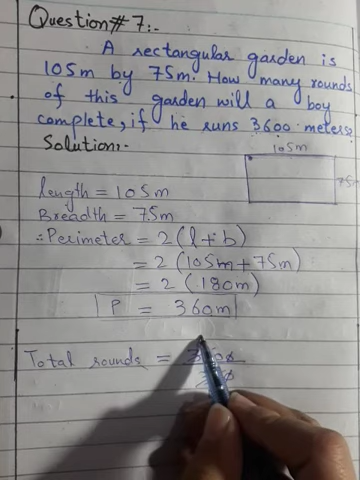 Question# 7:-
A rectangular garden is
105m by 75m. How many rounds
of this garden will a boy
complete, if he runs 3600 meters?
Solution:-
105m
75
length = 105m
Breadth = 75m
∴ Perimeter = 2(l+b)
= 2(105m+75m)
= 2(180m)
P = 360m
Total rounds =